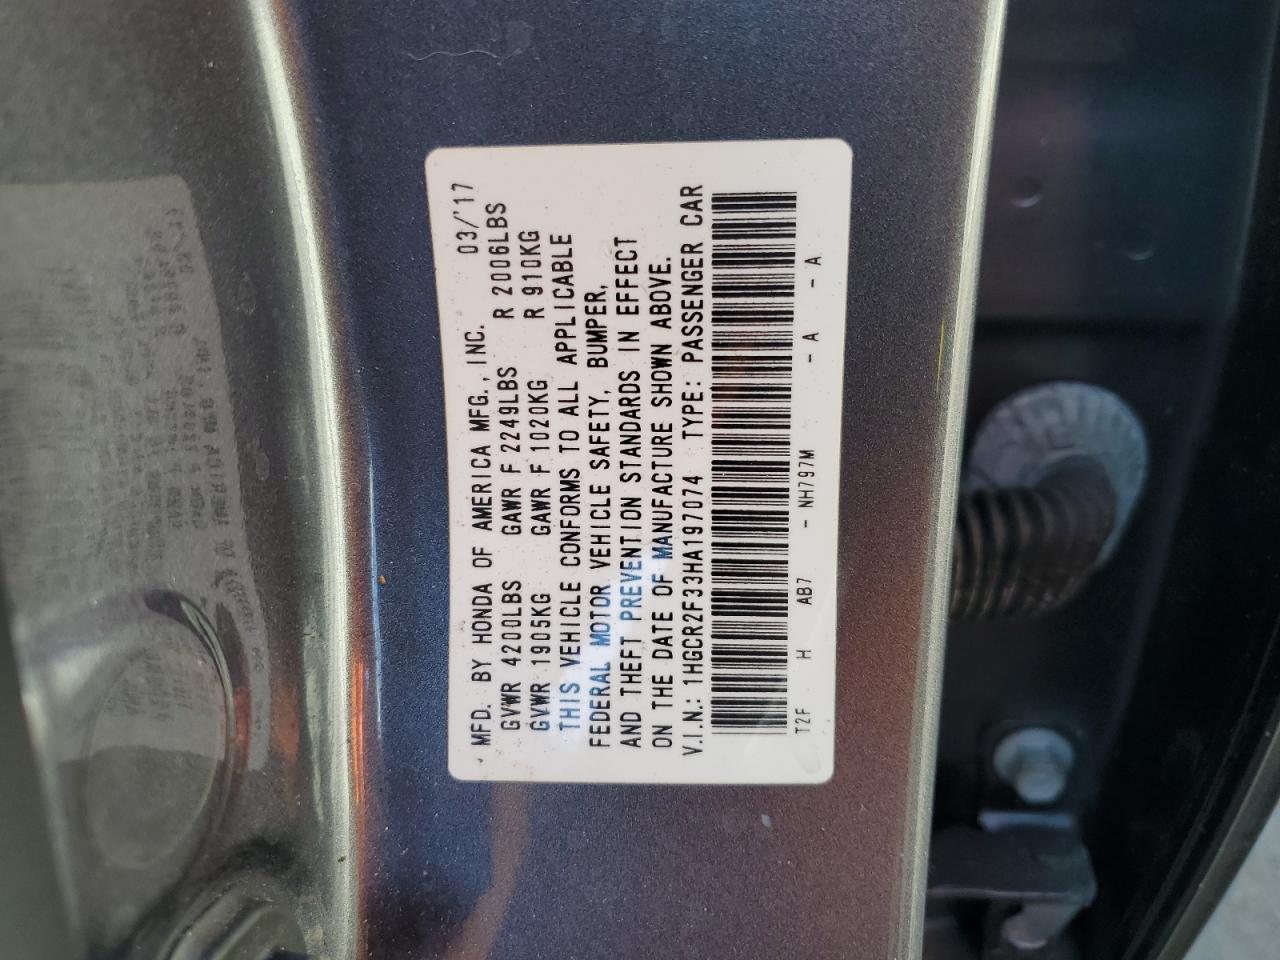 MFD. BY HONDA OF AMERICA MFG., INC. 03/'17
GVWR 4200LBS GAWR F 2249LBS R 2006LBS
GVWR 1905KG GAWR F 1020KG R 910KG
THIS VEHICLE CONFORMS TO ALL APPLICABLE
FEDERAL MOTOR VEHICLE SAFETY, BUMPER,
AND THEFT PREVENTION STANDARDS IN EFFECT
ON THE DATE OF MANUFACTURE SHOWN ABOVE.
V.I.N.: 1HGCR2F33HA197074 TYPE: PASSENGER CAR
T2F H AB7 - NH797M - A - A